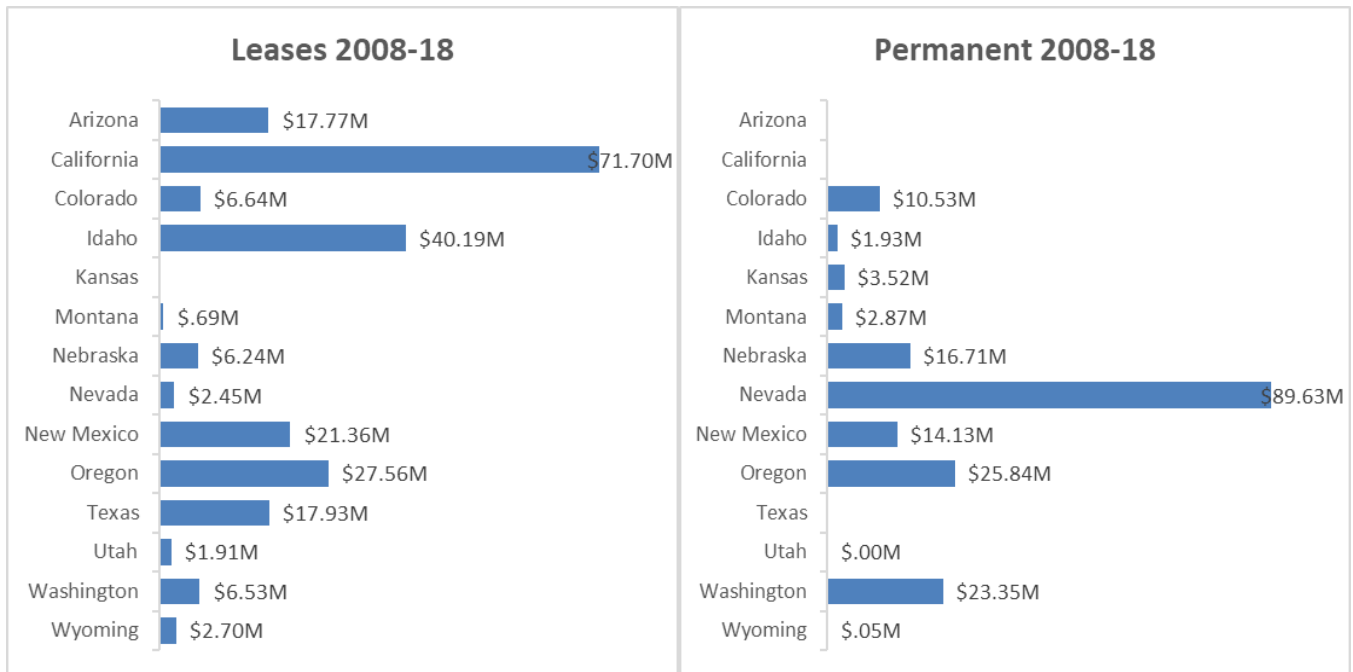 Leases 2008-18
Arizona $17.77M
California $71.70M
Colorado $6.64M
Idaho $40.19M
Kansas
Montana $.69M
Nebraska $6.24M
Nevada $2.45M
New Mexico $21.36M
Oregon $27.56M
Texas $17.93M
Utah $1.91M
Washington $6.53M
Wyoming $2.70M
Permanent 2008-18
Arizona
California
Colorado $10.53M
Idaho $1.93M
Kansas $3.52M
Montana $2.87M
Nebraska $16.71M
Nevada $89.63M
New Mexico $14.13M
Oregon $25.84M
Texas
Utah $.00M
Washington $23.35M
Wyoming $.05M